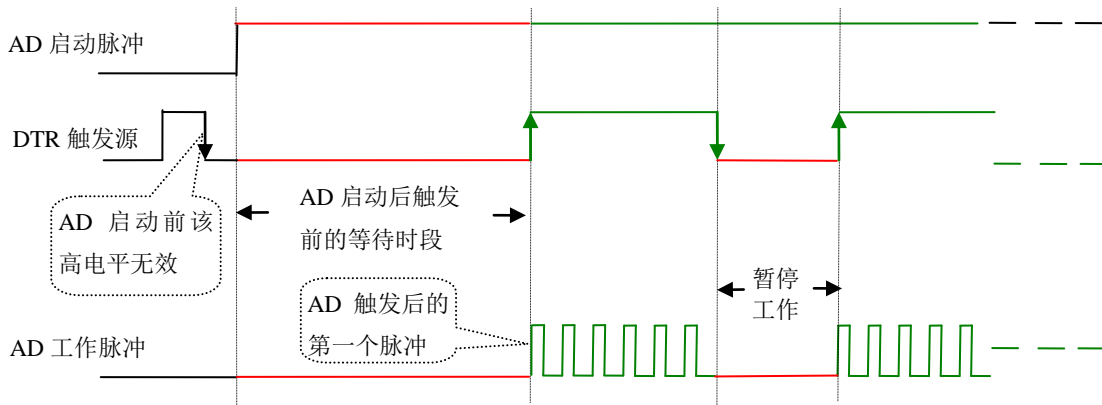 AD 启动脉冲
DTR 触发源
AD 启动前该
高电平无效
AD 启动后触发
前的等待时段
暂停
工作
AD 触发后的
第一个脉冲
AD 工作脉冲